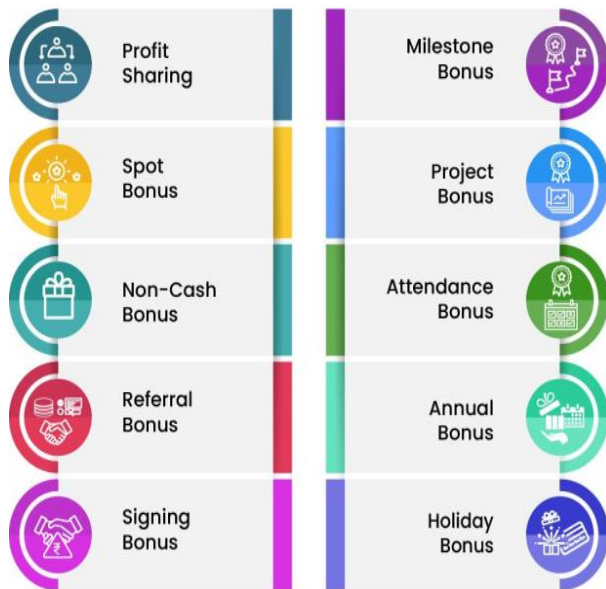 Profit
Sharing
Spot
Bonus
Non-Cash
Bonus
Referral
Bonus
Signing
Bonus
₹
Milestone
Bonus
Project
Bonus
Attendance
Bonus
Annual
Bonus
Holiday
Bonus